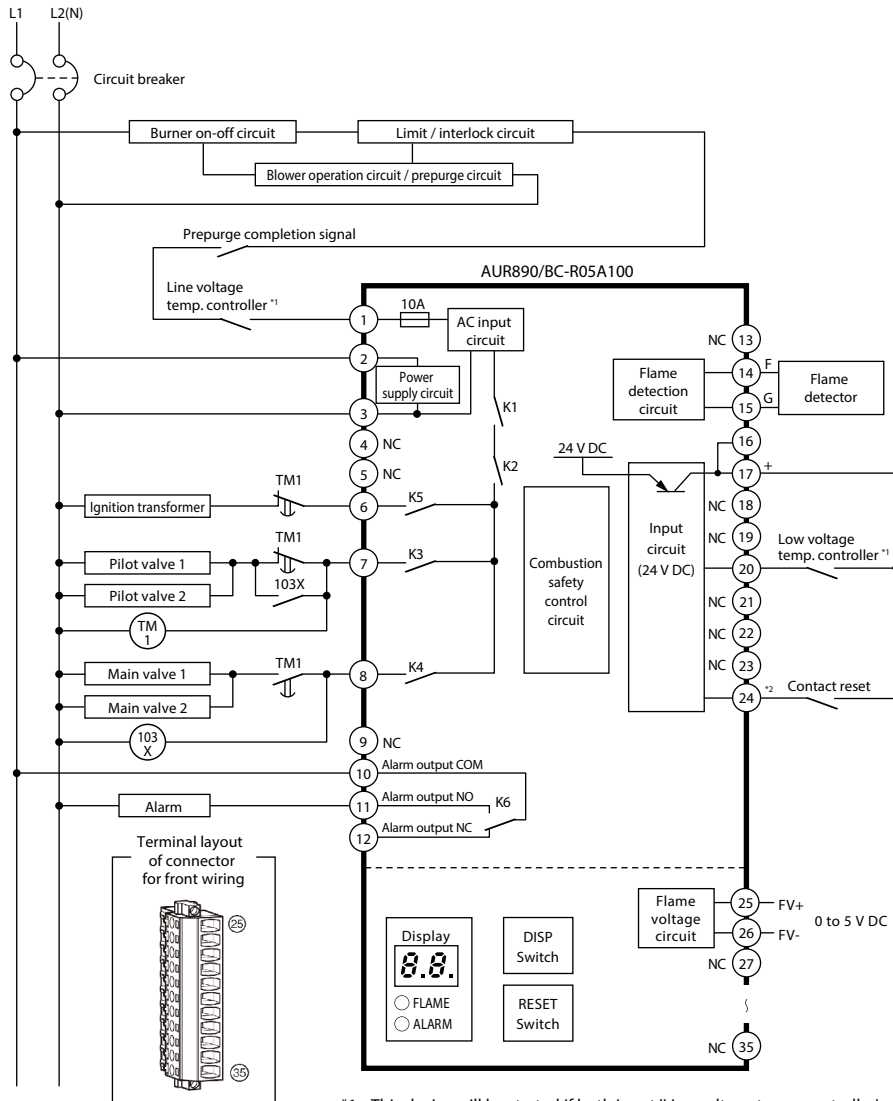 L1 L2(N)
Circuit breaker
Burner on-off circuit
Limit / interlock circuit
Blower operation circuit / prepurge circuit
Prepurge completion signal
AUR890/BC-R05A100
Line voltage
temp. controller *1
1
10A
AC input
circuit
2
Power
supply circuit
3
4 NC
5 NC
K1
K2
Ignition transformer
TM1
6
K5
Pilot valve 1
TM1
7
K3
103X
Pilot valve 2
TM
1
Main valve 1
TM1
8
K4
Main valve 2
103
X
9 NC
10 Alarm output COM
Alarm
11 Alarm output NO
K6
12 Alarm output NC
NC 13
Flame
detection
circuit
14 F
15 G
Flame
detector
16
24 V DC
17 +
NC 18
NC 19
Combustion
safety
control
circuit
Input
circuit
(24 V DC)
Low voltage
temp. controller *1
20
NC 21
NC 22
NC 23
24 *2 Contact reset
Terminal layout
of connector
for front wiring
25
35
Display
8.8.
FLAME
ALARM
DISP
Switch
RESET
Switch
Flame
voltage
circuit
25 FV+
26 FV-
0 to 5 V DC
NC 27
NC 35